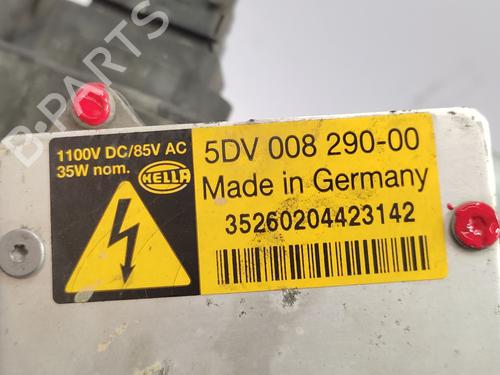 B-PARTS
1100V DC/85V AC
35W nom.
HELLA
5DV 008 290-00
Made in Germany
35260204423142